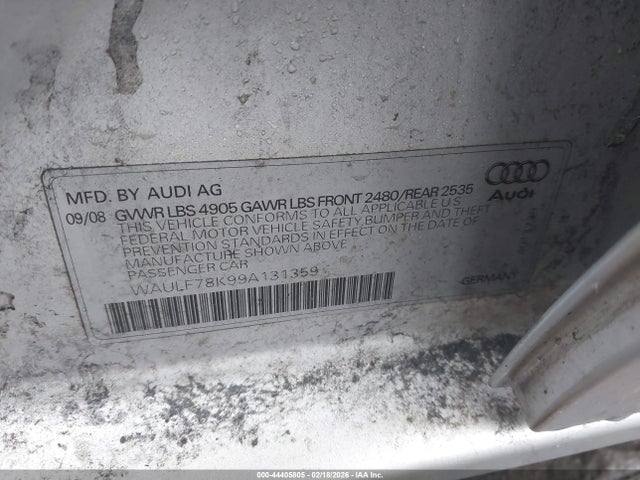 MFD. BY AUDI AG
09/08 GVWR LBS 4905 GAWR LBS FRONT 2480/REAR 2535
THIS VEHICLE CONFORMS TO ALL APPLICABLE U.S.
FEDERAL MOTOR VEHICLE SAFETY BUMPER AND THEFT
PREVENTION STANDARDS IN EFFECT ON THE DATE OF
MANUFACTURE SHOWN ABOVE
PASSENGER CAR
WAULF78K99A131359
Audi
GERMANY
000-44405805 - 02/18/2026 - COPYRIGHT IAA, LLC.